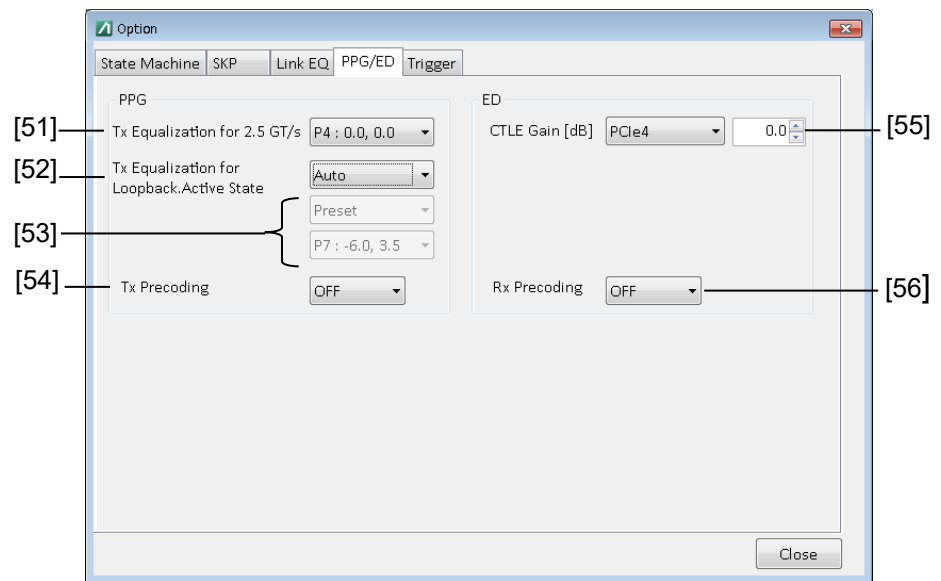 Option
State Machine SKP Link EQ PPG/ED Trigger
PPG
[51] Tx Equalization for 2.5 GT/s P4 : 0.0, 0.0
[52] Tx Equalization for
Loopback.Active State
Auto
[53] Preset
P7 : -6.0, 3.5
[54] Tx Precoding OFF
ED
CTLE Gain [dB] PCIe4 0.0 [55]
Rx Precoding OFF [56]
Close